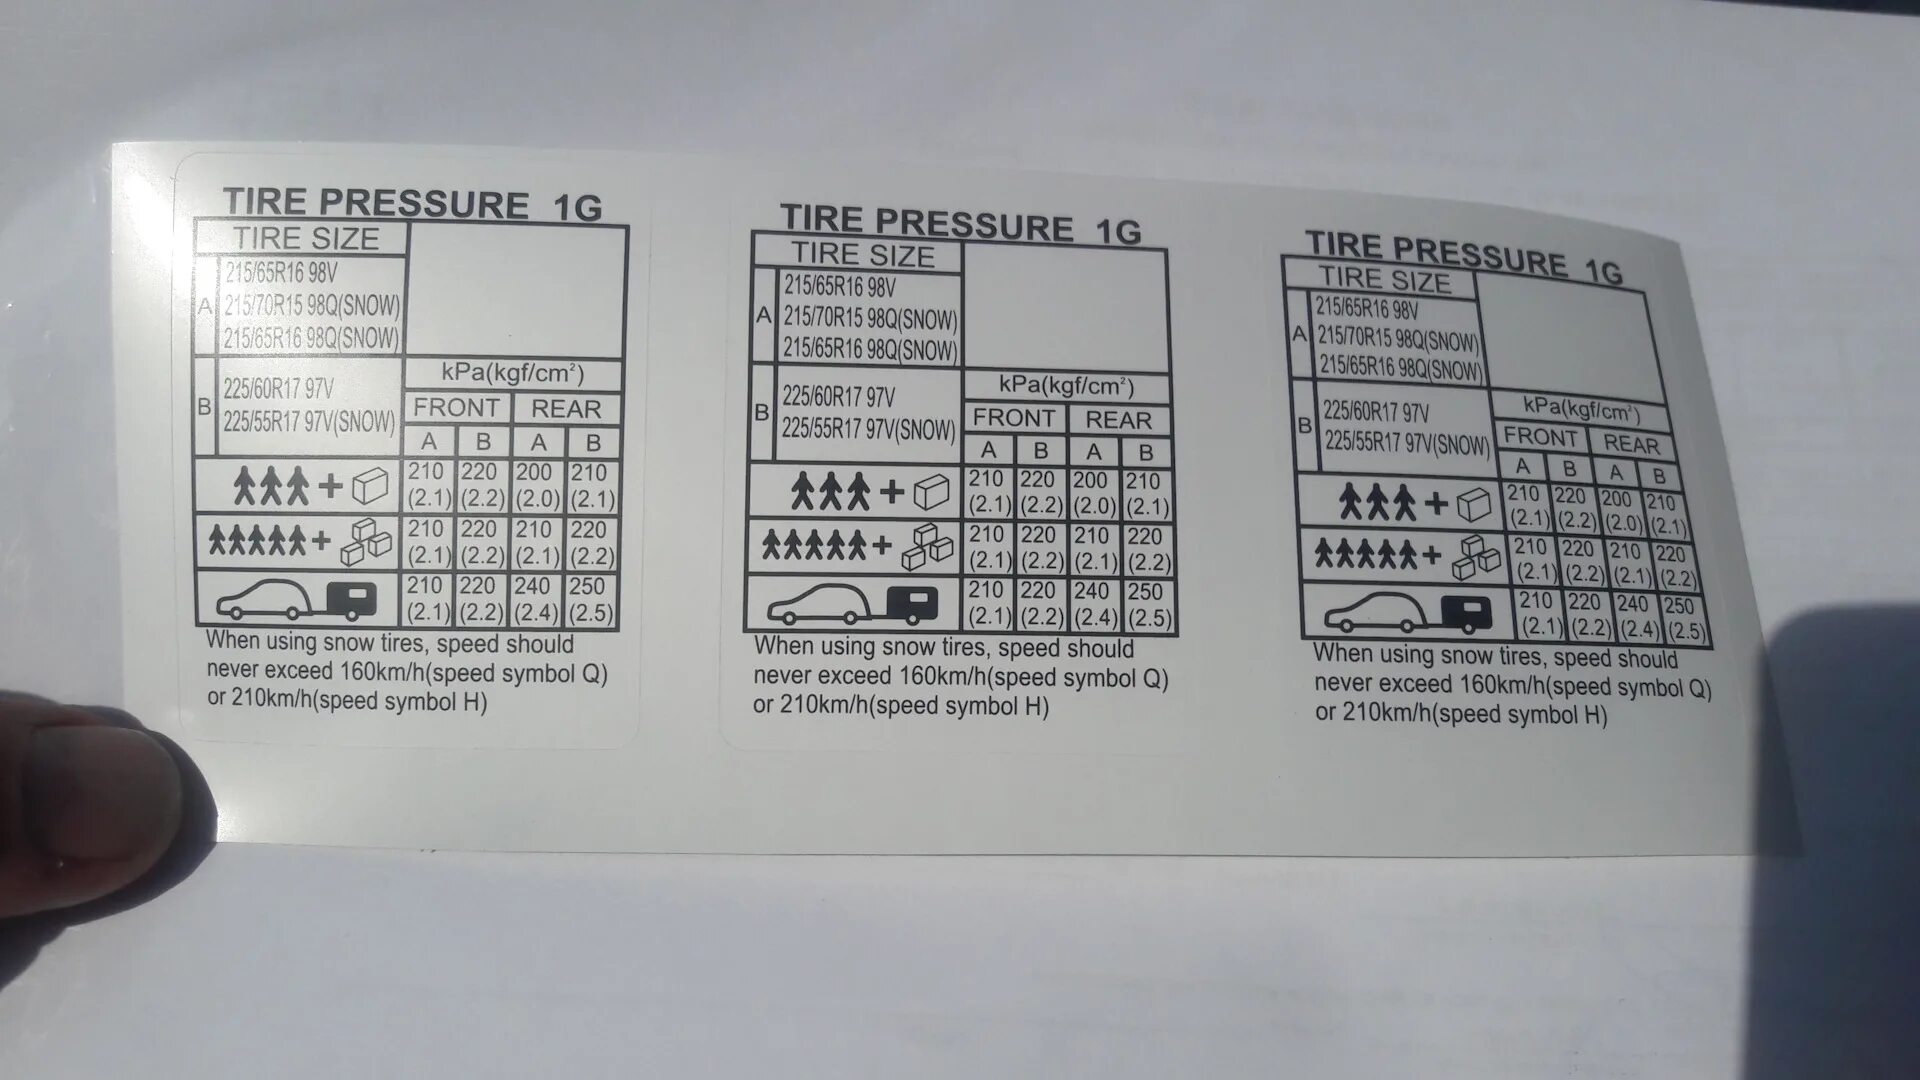 TIRE PRESSURE 1G
TIRE SIZE
A
215/65R16 98V
215/70R15 98Q(SNOW)
215/65R16 98Q(SNOW)
B
225/60R17 97V
225/55R17 97V(SNOW)
kPa(kgf/cm²)
FRONT REAR
A B A B
210 220 200 210
(2.1) (2.2) (2.0) (2.1)
210 220 210 220
(2.1) (2.2) (2.1) (2.2)
210 220 240 250
(2.1) (2.2) (2.4) (2.5)
When using snow tires, speed should
never exceed 160km/h(speed symbol Q)
or 210km/h(speed symbol H)
TIRE PRESSURE 1G
TIRE SIZE
A
215/65R16 98V
215/70R15 98Q(SNOW)
215/65R16 98Q(SNOW)
B
225/60R17 97V
225/55R17 97V(SNOW)
kPa(kgf/cm²)
FRONT REAR
A B A B
210 220 200 210
(2.1) (2.2) (2.0) (2.1)
210 220 210 220
(2.1) (2.2) (2.1) (2.2)
210 220 240 250
(2.1) (2.2) (2.4) (2.5)
When using snow tires, speed should
never exceed 160km/h(speed symbol Q)
or 210km/h(speed symbol H)
TIRE PRESSURE 1G
TIRE SIZE
A
215/65R16 98V
215/70R15 98Q(SNOW)
215/65R16 98Q(SNOW)
B
225/60R17 97V
225/55R17 97V(SNOW)
kPa(kgf/cm²)
FRONT REAR
A B A B
210 220 200 210
(2.1) (2.2) (2.0) (2.1)
210 220 210 220
(2.1) (2.2) (2.1) (2.2)
210 220 240 250
(2.1) (2.2) (2.4) (2.5)
When using snow tires, speed should
never exceed 160km/h(speed symbol Q)
or 210km/h(speed symbol H)